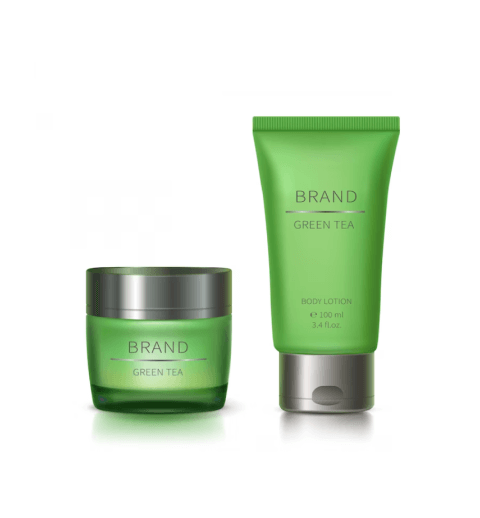 BRAND
GREEN TEA
BRAND
GREEN TEA
BODY LOTION
℮ 100 ml
3.4 fl.oz.